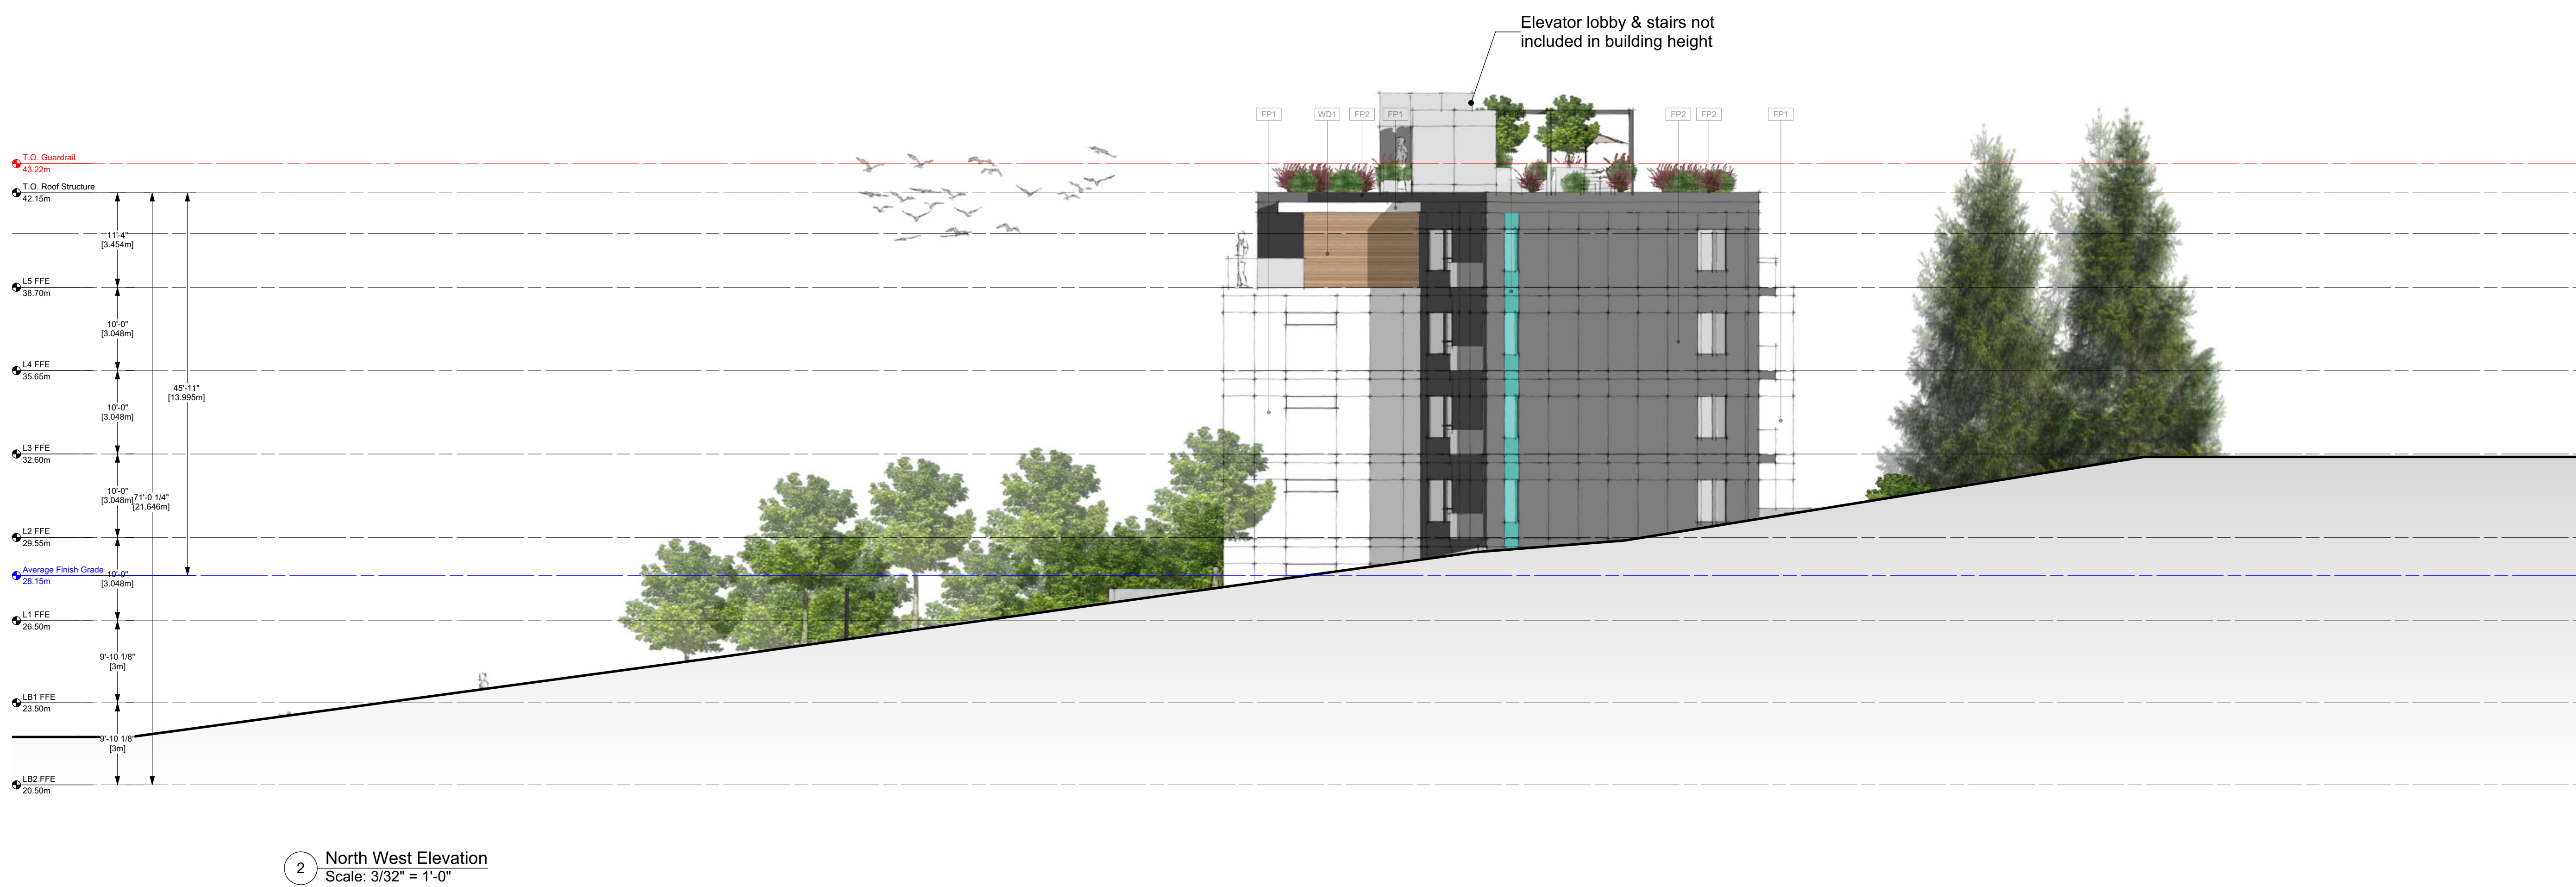 Elevator lobby & stairs not
included in building height
FP1
WD1
FP2
FP1
FP2
FP2
FP1
T.O. Guardrail
43.22m
T.O. Roof Structure
42.15m
11'-4"
[3.454m]
L5 FFE
38.70m
10'-0"
[3.048m]
L4 FFE
35.65m
45'-11"
[13.995m]
10'-0"
[3.048m]
L3 FFE
32.60m
10'-0"
[3.048m]
71'-0 1/4"
[21.646m]
L2 FFE
29.55m
Average Finish Grade
28.15m
10'-0"
[3.048m]
L1 FFE
26.50m
9'-10 1/8"
[3m]
LB1 FFE
23.50m
9'-10 1/8"
[3m]
LB2 FFE
20.50m
2
North West Elevation
Scale: 3/32" = 1'-0"